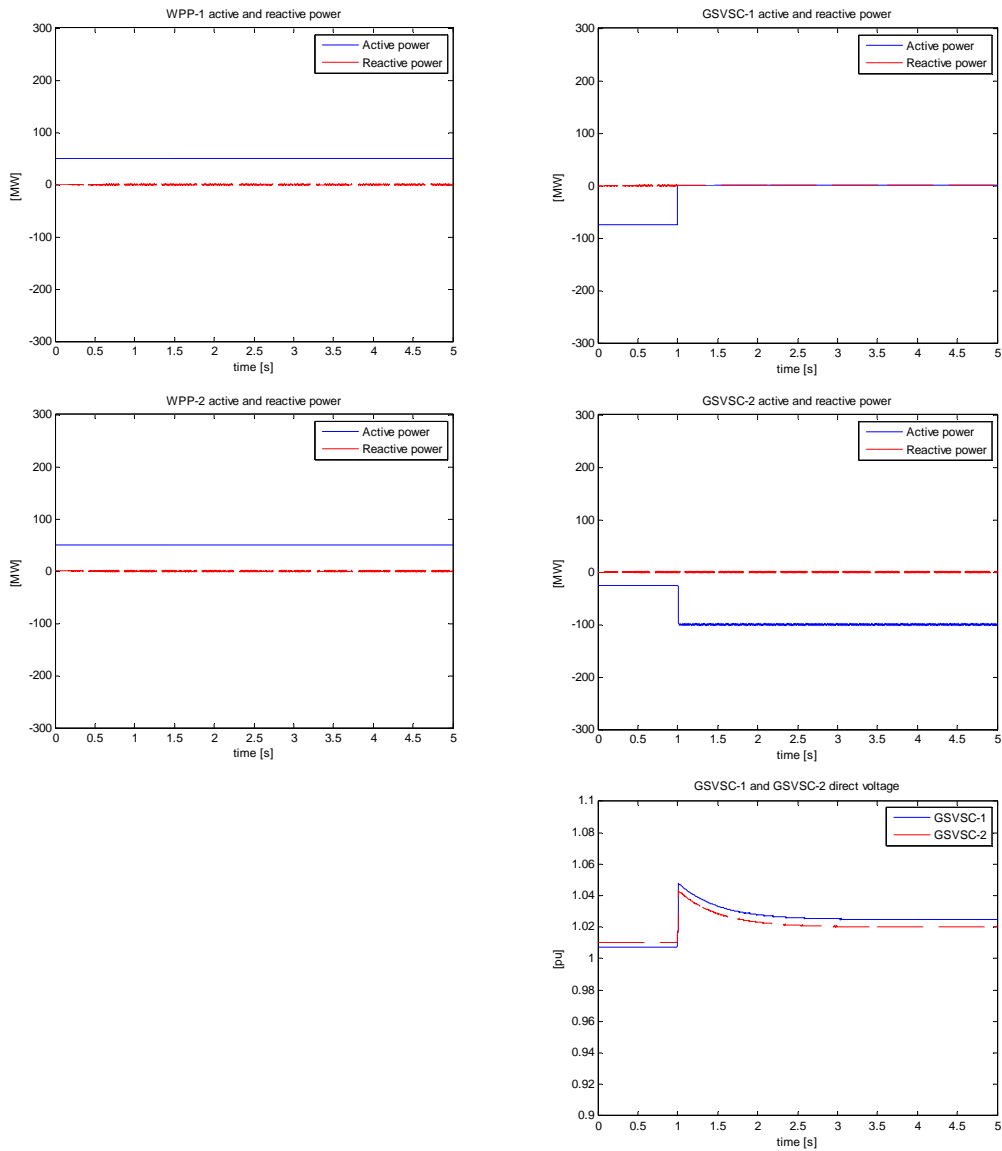 WPP-1 active and reactive power
300
200
100
0
-100
-200
-300
[MW]
Active power
Reactive power
0 0.5 1 1.5 2 2.5 3 3.5 4 4.5 5
time [s]
GSVSC-1 active and reactive power
300
200
100
0
-100
-200
-300
[MW]
Active power
Reactive power
0 0.5 1 1.5 2 2.5 3 3.5 4 4.5 5
time [s]
WPP-2 active and reactive power
300
200
100
0
-100
-200
-300
[MW]
Active power
Reactive power
0 0.5 1 1.5 2 2.5 3 3.5 4 4.5 5
time [s]
GSVSC-2 active and reactive power
300
200
100
0
-100
-200
-300
[MW]
Active power
Reactive power
0 0.5 1 1.5 2 2.5 3 3.5 4 4.5 5
time [s]
GSVSC-1 and GSVSC-2 direct voltage
1.1
1.08
1.06
1.04
1.02
1
0.98
0.96
0.94
0.92
0.9
[pu]
GSVSC-1
GSVSC-2
0 0.5 1 1.5 2 2.5 3 3.5 4 4.5 5
time [s]